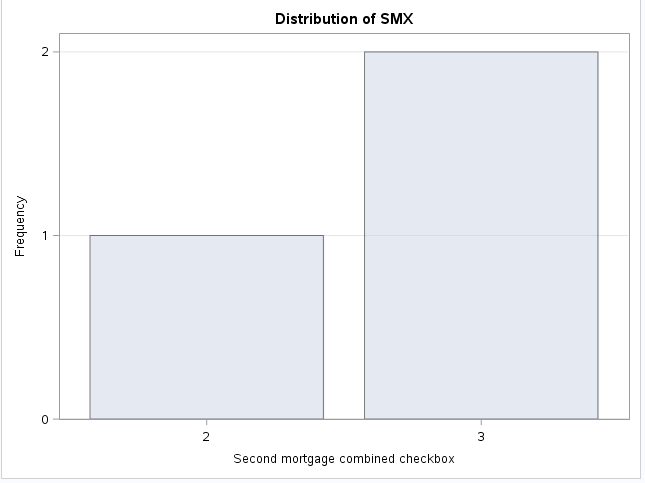 Distribution of SMX
2
1
0
Frequency
2 3
Second mortgage combined checkbox